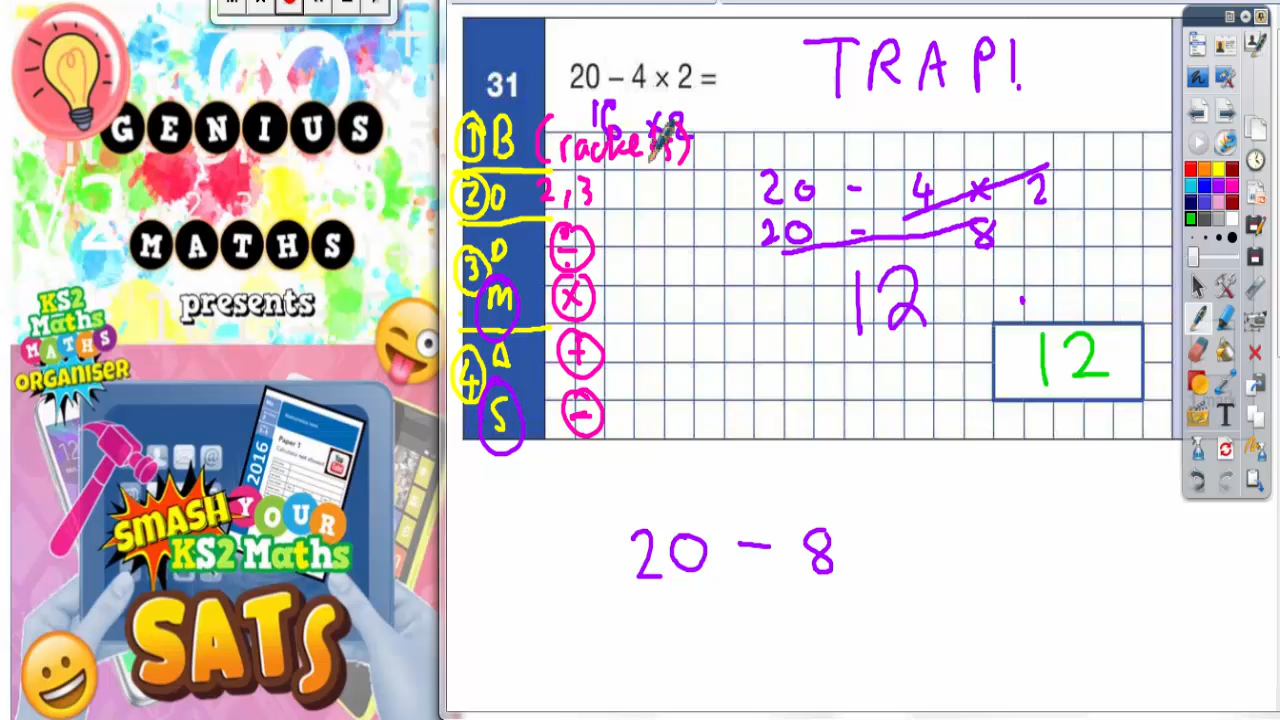 GENIUS
MATHS
presents
KS2
Maths
MATHS
ORGANISER
2016
Paper 1
SMASH YOUR
KS2 Maths
SATS
31
20 – 4 × 2 =
TRAP!
① B (rackets)
② O 2, 3
③ D ÷
M ×
④ A +
S −
20 - 4 × 2
20 - 8
12
12
20 - 8
T